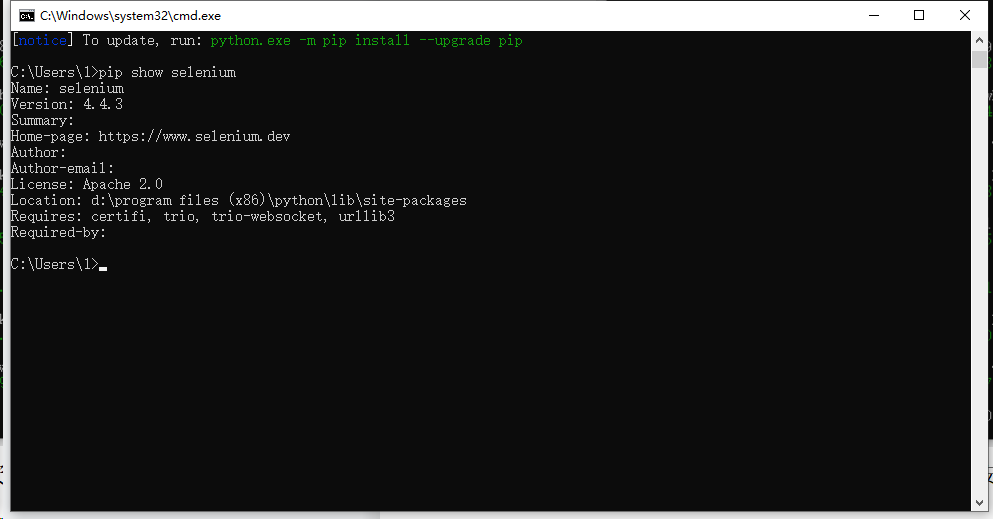 C:\Windows\system32\cmd.exe
[notice] To update, run: python.exe -m pip install --upgrade pip
C:\Users\1>pip show selenium
Name: selenium
Version: 4.4.3
Summary:
Home-page: https://www.selenium.dev
Author:
Author-email:
License: Apache 2.0
Location: d:\program files (x86)\python\lib\site-packages
Requires: certifi, trio, trio-websocket, urllib3
Required-by:
C:\Users\1>